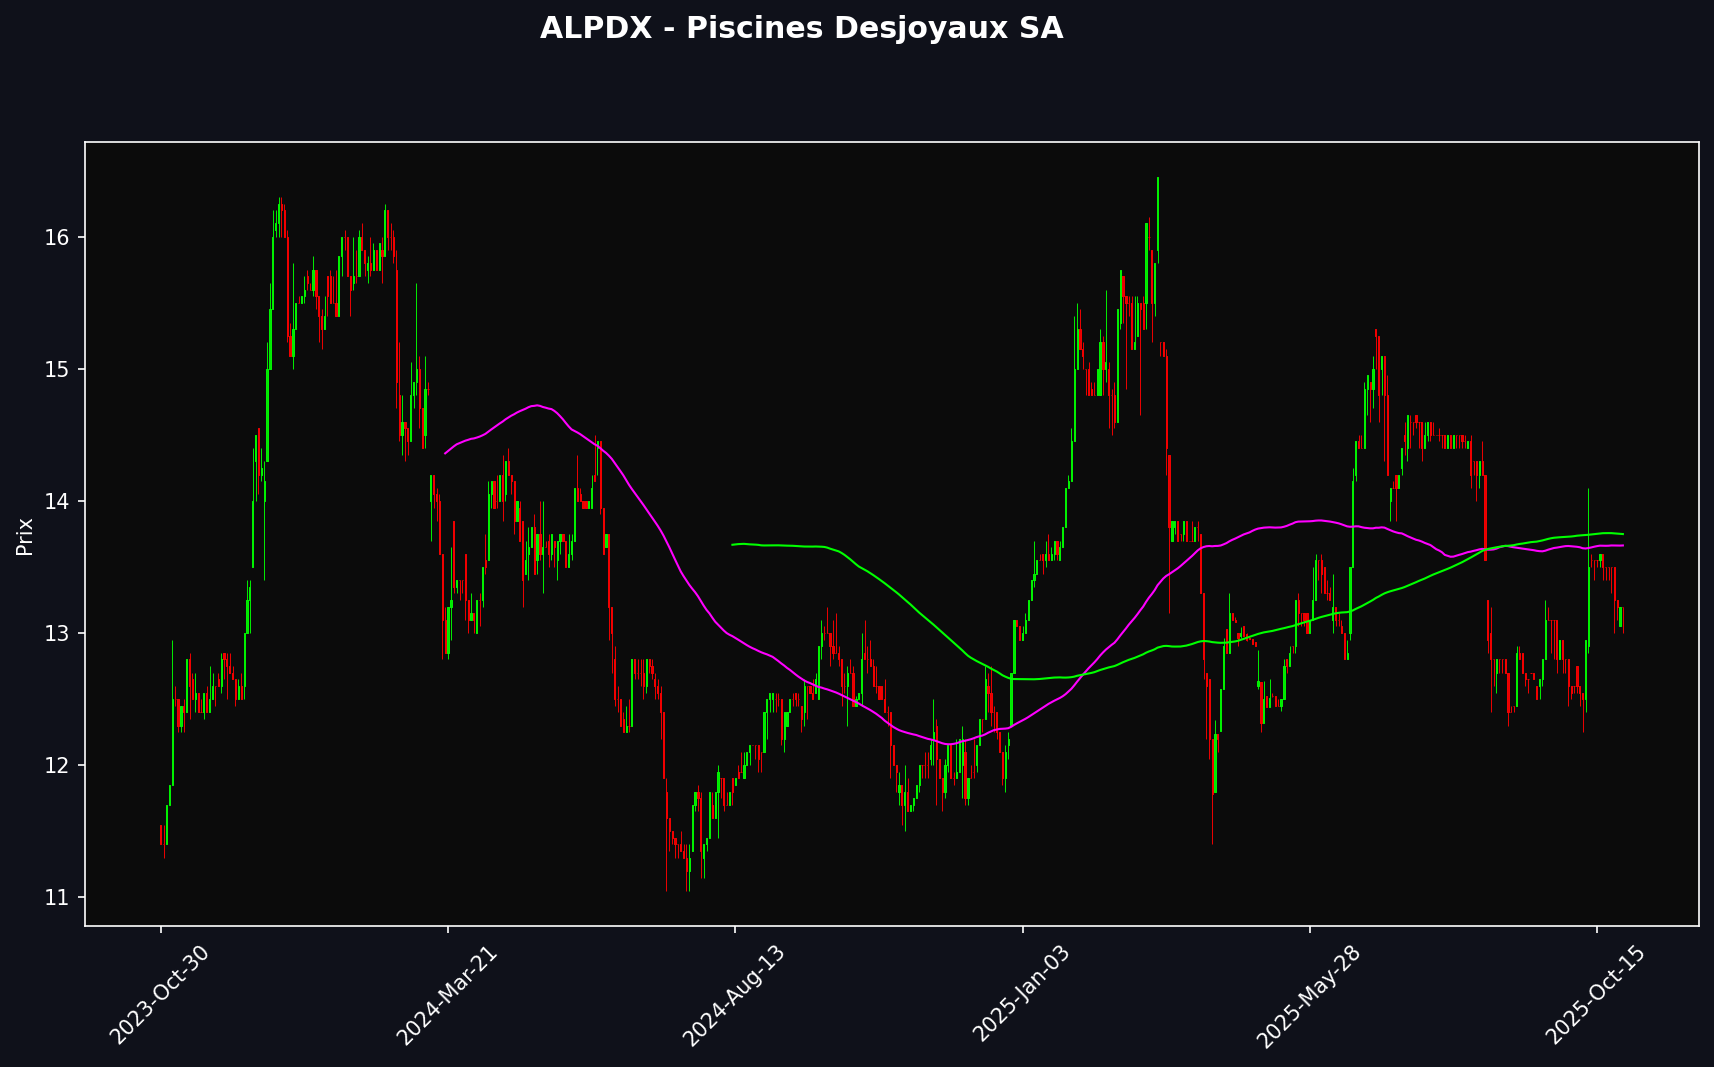 ALPDX - Piscines Desjoyaux SA
Prix
16
15
14
13
12
11
2023-Oct-30
2024-Mar-21
2024-Aug-13
2025-Jan-03
2025-May-28
2025-Oct-15